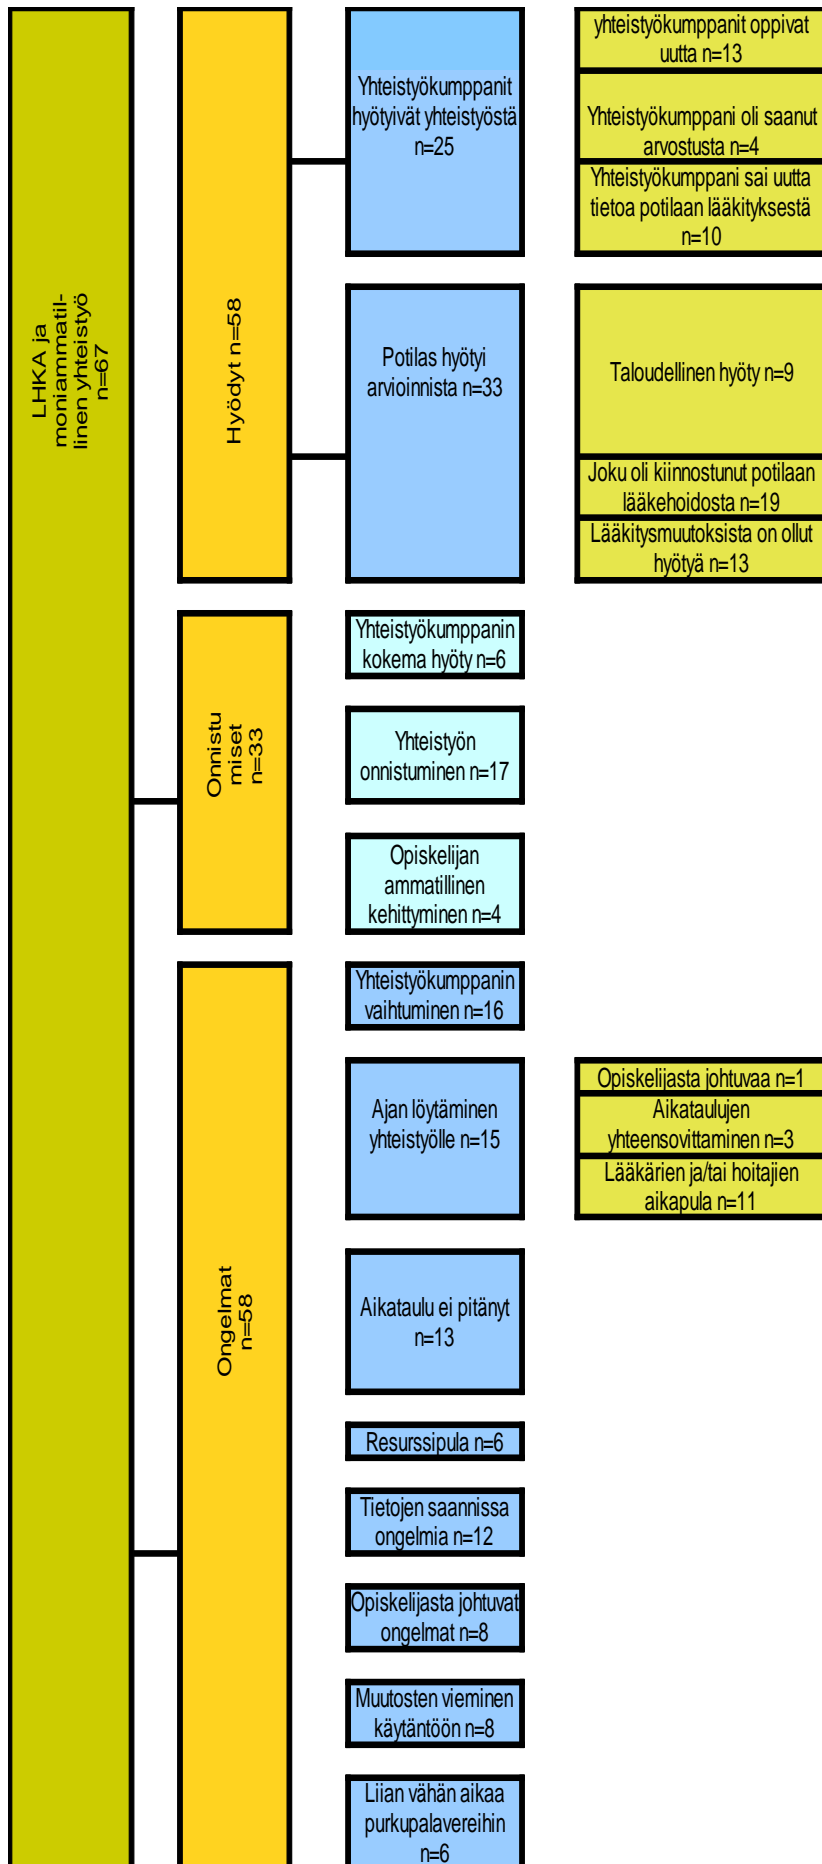 LHKA ja
moniammatil-
linen yhteistyö
n=67
Hyödyt n=58
Yhteistyökumppanit
hyötyivät yhteistyöstä
n=25
yhteistyökumppanit oppivat
uutta n=13
Yhteistyökumppani oli saanut
arvostusta n=4
Yhteistyökumppani sai uutta
tietoa potilaan lääkityksestä
n=10
Potilas hyötyi
arvioinnista n=33
Taloudellinen hyöty n=9
Joku oli kiinnostunut potilaan
lääkehoidosta n=19
Lääkitysmuutoksista on ollut
hyötyä n=13
Onnistu
miset
n=33
Yhteistyökumppanin
kokema hyöty n=6
Yhteistyön
onnistuminen n=17
Opiskelijan
ammatillinen
kehittyminen n=4
Ongelmat
n=58
Yhteistyökumppanin
vaihtuminen n=16
Ajan löytäminen
yhteistyölle n=15
Opiskelijasta johtuvaa n=1
Aikataulujen
yhteensovittaminen n=3
Lääkärien ja/tai hoitajien
aikapula n=11
Aikataulu ei pitänyt
n=13
Resurssipula n=6
Tietojen saannissa
ongelmia n=12
Opiskelijasta johtuvat
ongelmat n=8
Muutosten vieminen
käytäntöön n=8
Liian vähän aikaa
purkupalavereihin
n=6